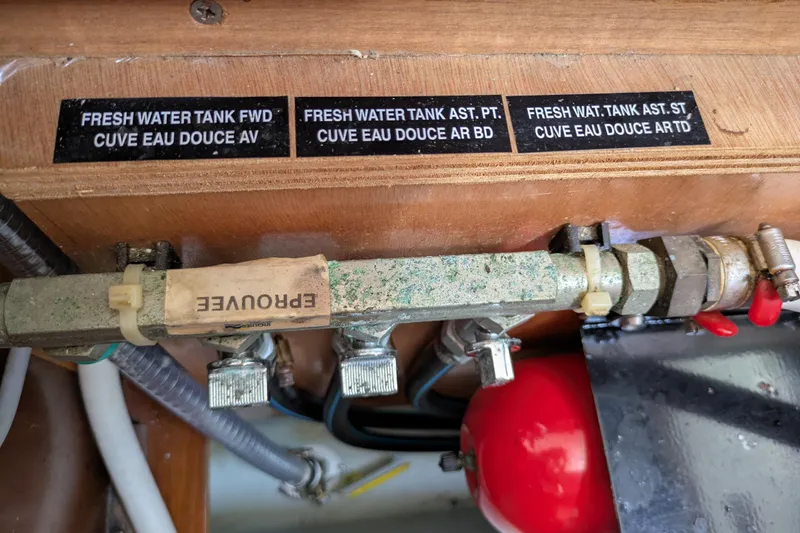 FRESH WATER TANK FWD
CUVE EAU DOUCE AV
FRESH WATER TANK AST. PT.
CUVE EAU DOUCE AR BD
FRESH WAT. TANK AST. ST
CUVE EAU DOUCE AR TD
EPROUVEE